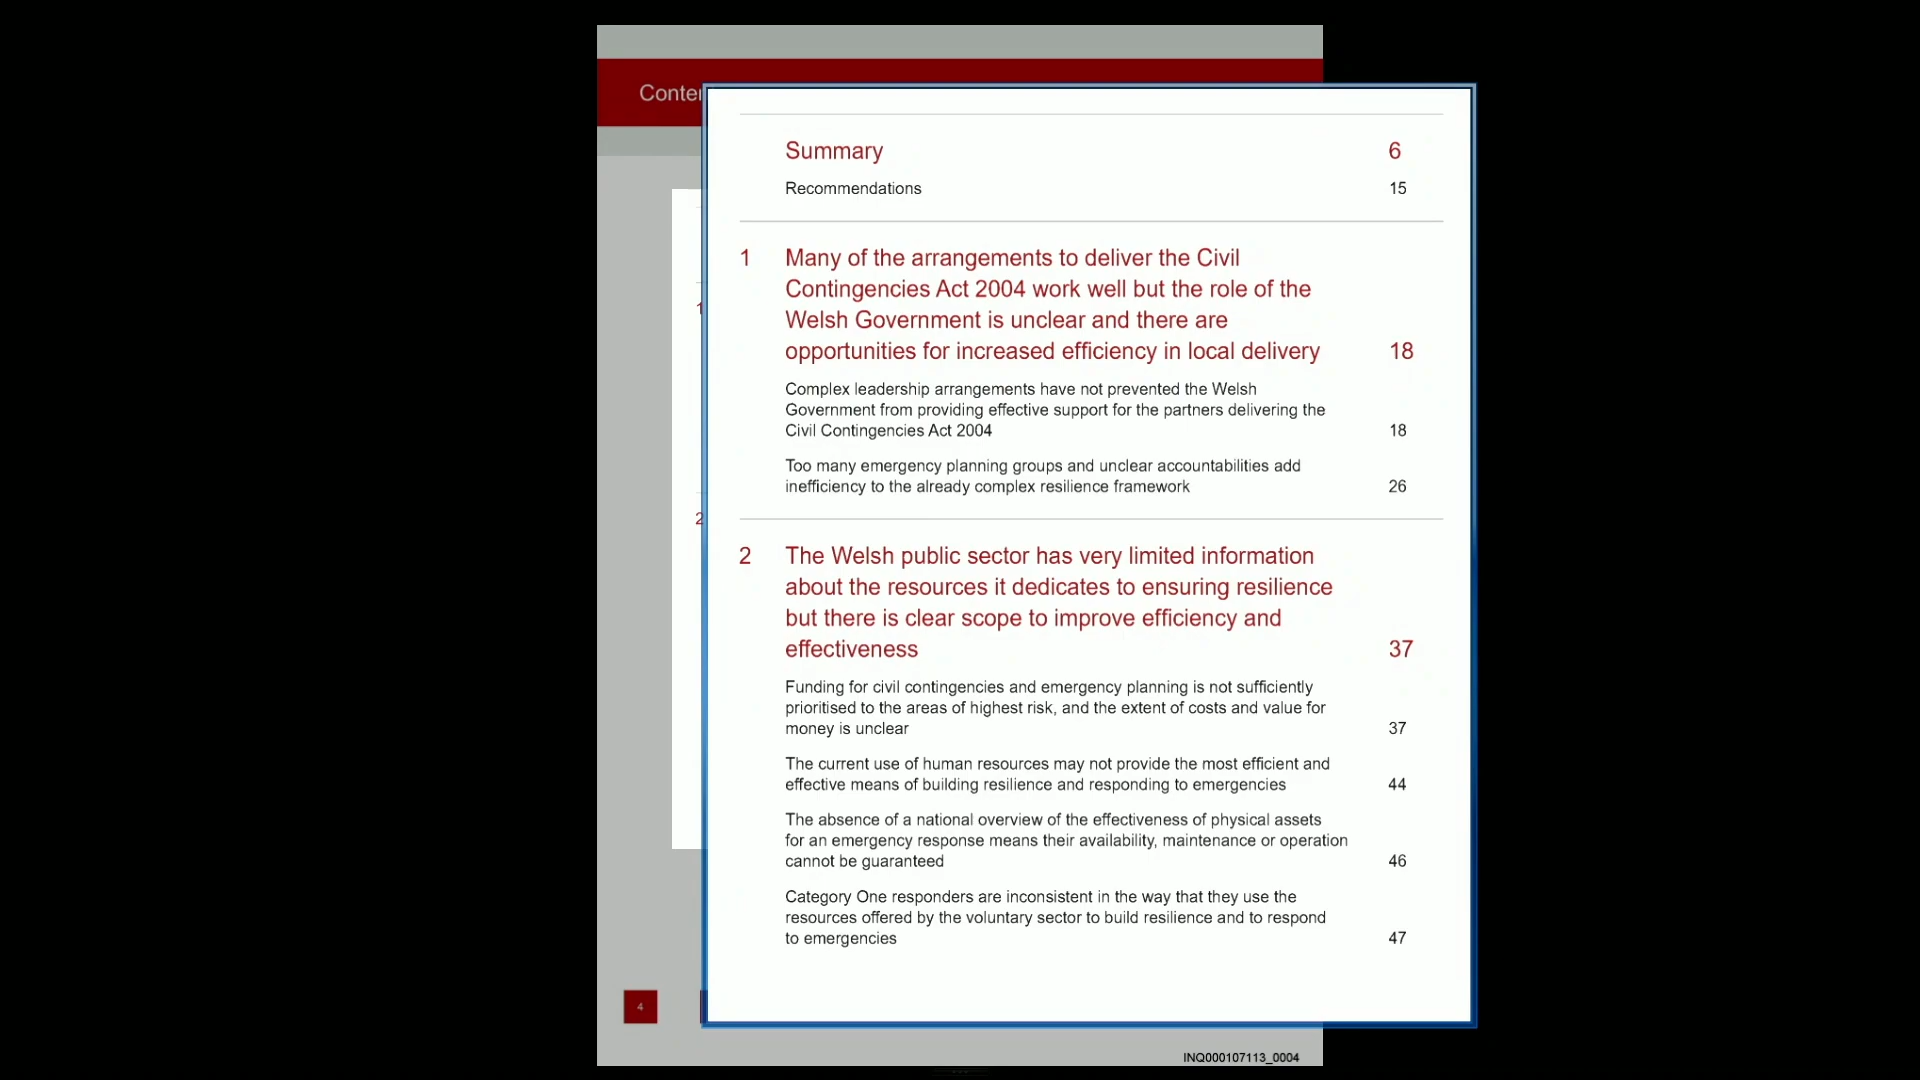 Conte
Summary 6
Recommendations 15
1 Many of the arrangements to deliver the Civil
Contingencies Act 2004 work well but the role of the
Welsh Government is unclear and there are
opportunities for increased efficiency in local delivery 18
Complex leadership arrangements have not prevented the Welsh
Government from providing effective support for the partners delivering the
Civil Contingencies Act 2004 18
Too many emergency planning groups and unclear accountabilities add
inefficiency to the already complex resilience framework 26
2 The Welsh public sector has very limited information
about the resources it dedicates to ensuring resilience
but there is clear scope to improve efficiency and
effectiveness 37
Funding for civil contingencies and emergency planning is not sufficiently
prioritised to the areas of highest risk, and the extent of costs and value for
money is unclear 37
The current use of human resources may not provide the most efficient and
effective means of building resilience and responding to emergencies 44
The absence of a national overview of the effectiveness of physical assets
for an emergency response means their availability, maintenance or operation
cannot be guaranteed 46
Category One responders are inconsistent in the way that they use the
resources offered by the voluntary sector to build resilience and to respond
to emergencies 47
1
2
4
INQ000107113_0004